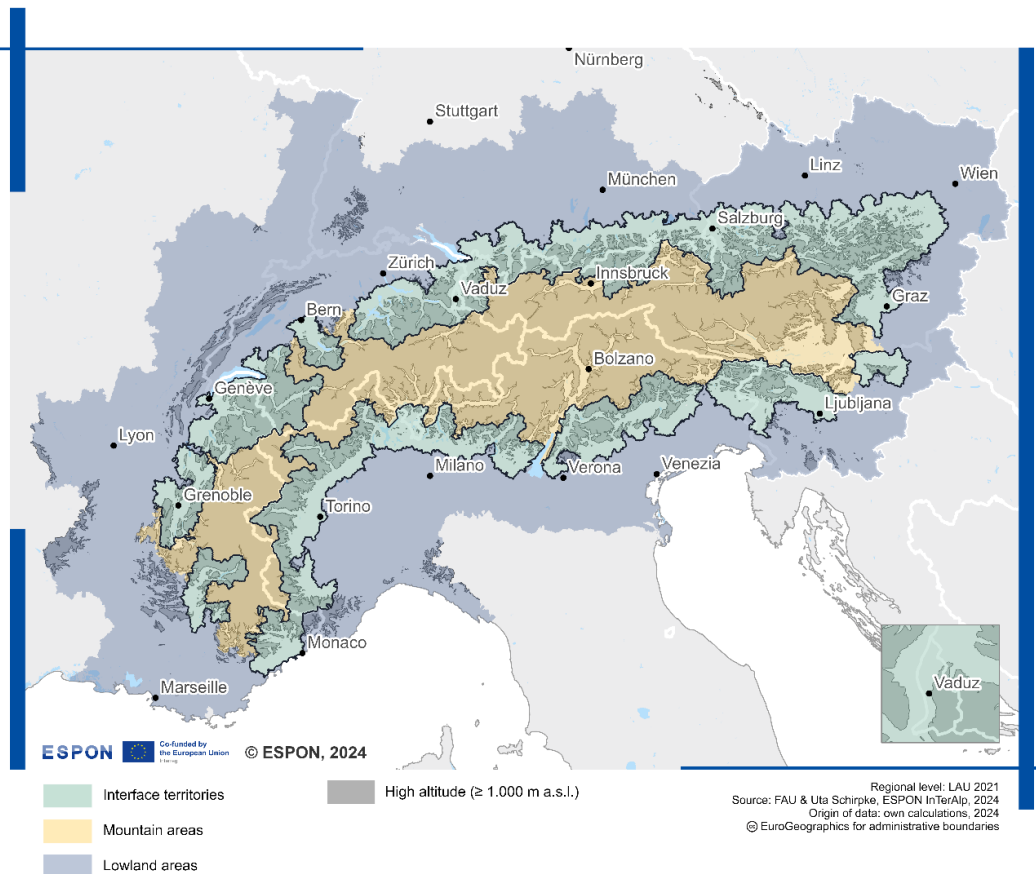 Nürnberg
Stuttgart
Linz
Wien
München
Salzburg
Zürich
Innsbruck
Vaduz
Graz
Bern
Bolzano
Genève
Ljubljana
Lyon
Milano
Verona
Venezia
Grenoble
Torino
Monaco
Vaduz
Marseille
ESPON
Co-funded by
the European Union
Interreg
© ESPON, 2024
Interface territories
High altitude (≥ 1.000 m a.s.l.)
Mountain areas
Lowland areas
Regional level: LAU 2021
Source: FAU & Uta Schirpke, ESPON InTerAlp, 2024
Origin of data: own calculations, 2024
cc EuroGeographics for administrative boundaries